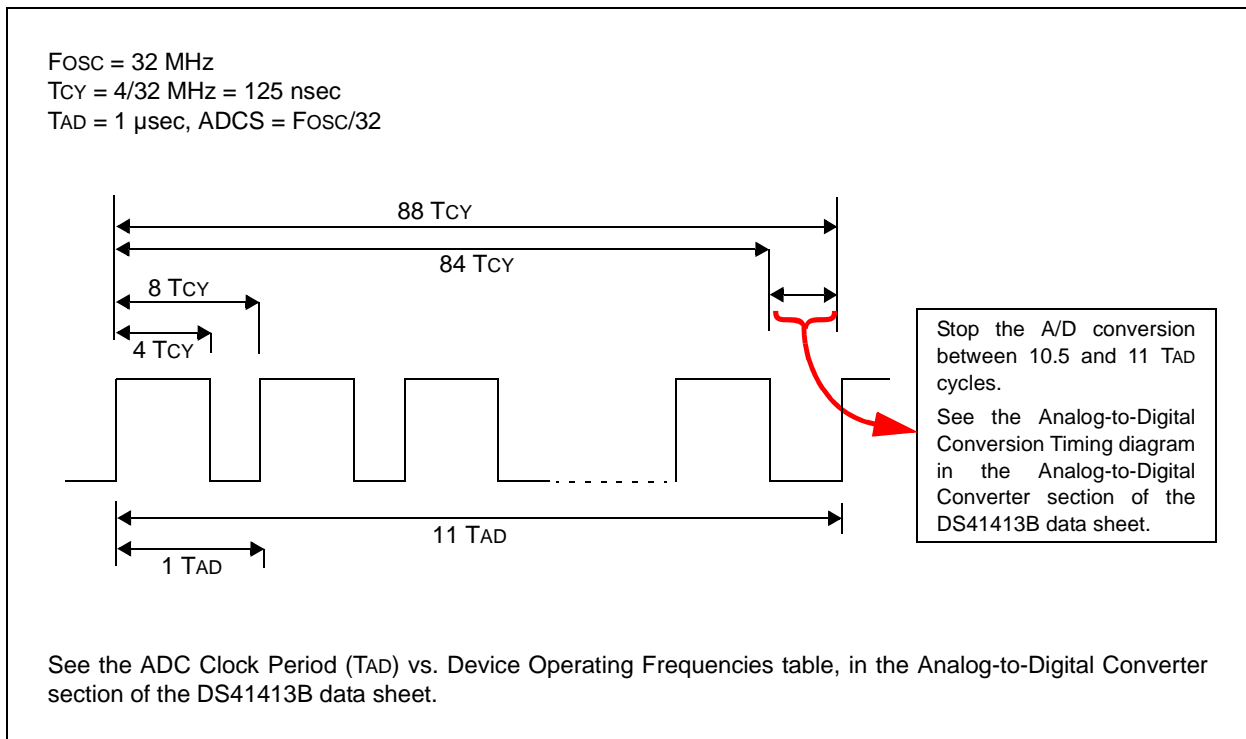 FOSC = 32 MHz
TCY = 4/32 MHz = 125 nsec
TAD = 1 µsec, ADCS = FOSC/32
88 TCY
84 TCY
8 TCY
4 TCY
Stop the A/D conversion
between 10.5 and 11 TAD
cycles.
See the Analog-to-Digital
Conversion Timing diagram
in the Analog-to-Digital
Converter section of the
DS41413B data sheet.
11 TAD
1 TAD
See the ADC Clock Period (TAD) vs. Device Operating Frequencies table, in the Analog-to-Digital Converter
section of the DS41413B data sheet.